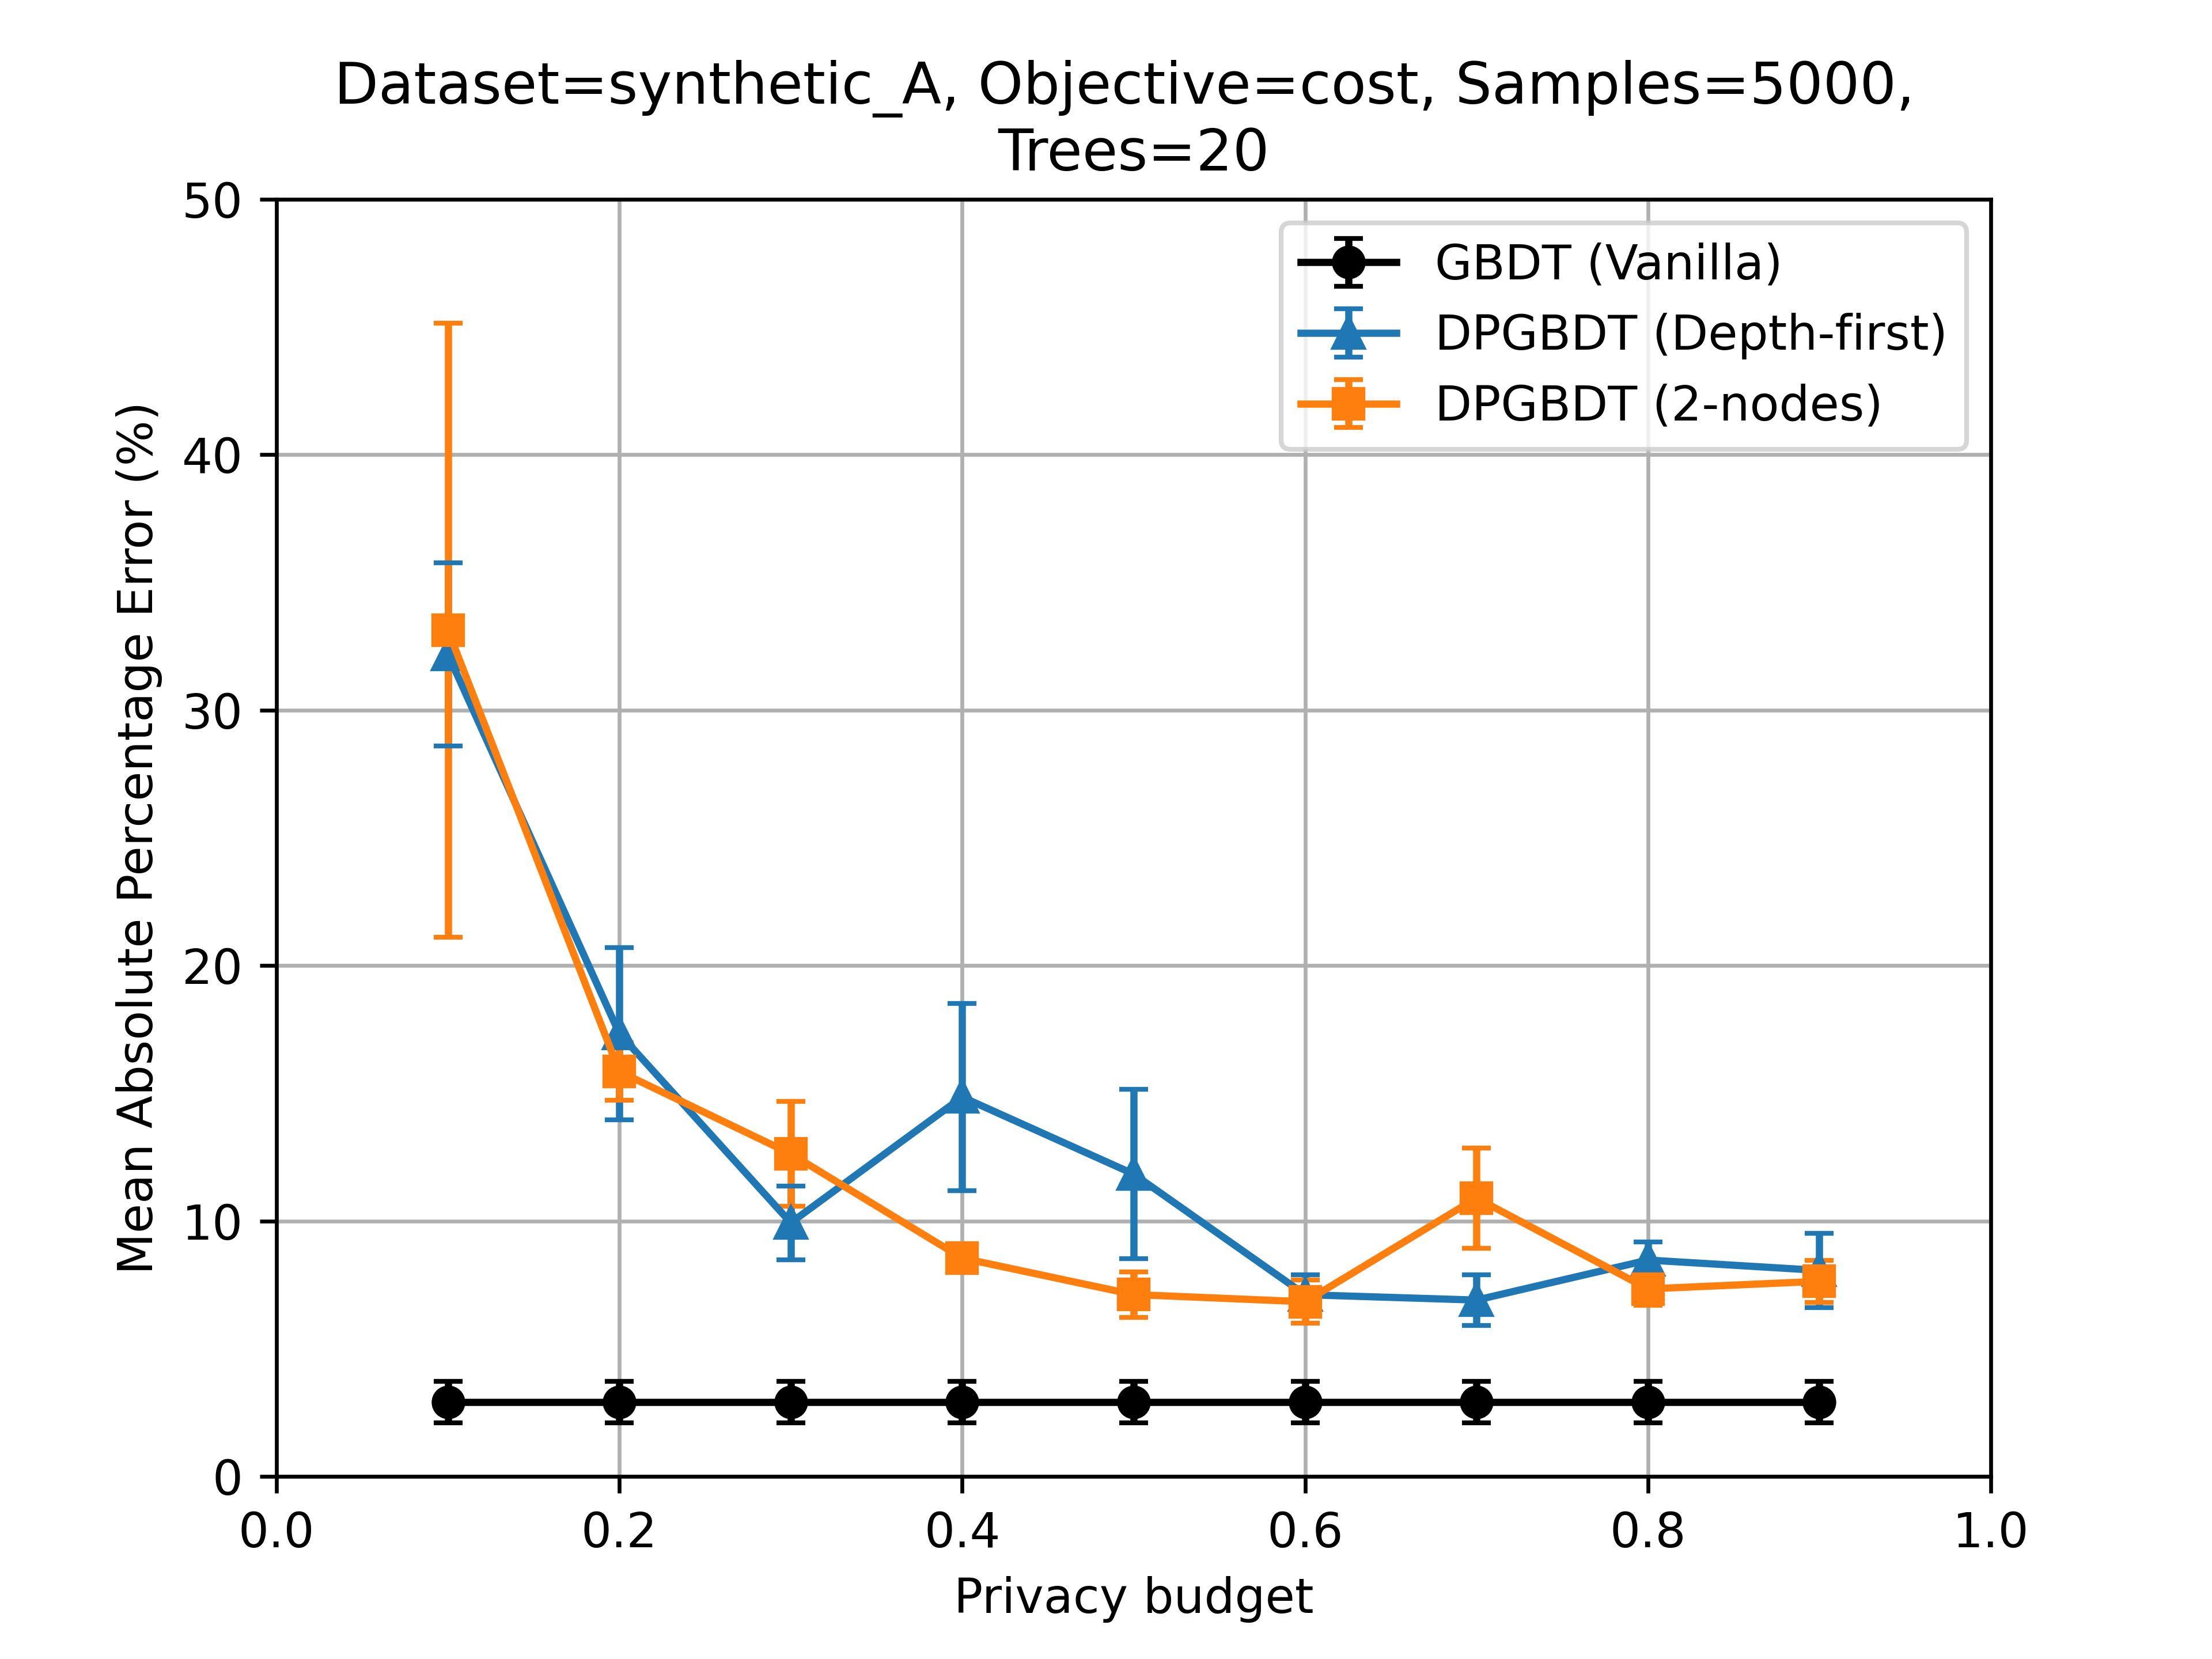 Dataset=synthetic_A, Objective=cost, Samples=5000,
Trees=20
50
40
30
20
10
0
Mean Absolute Percentage Error (%)
GBDT (Vanilla)
DPGBDT (Depth-first)
DPGBDT (2-nodes)
0.0 0.2 0.4 0.6 0.8 1.0
Privacy budget